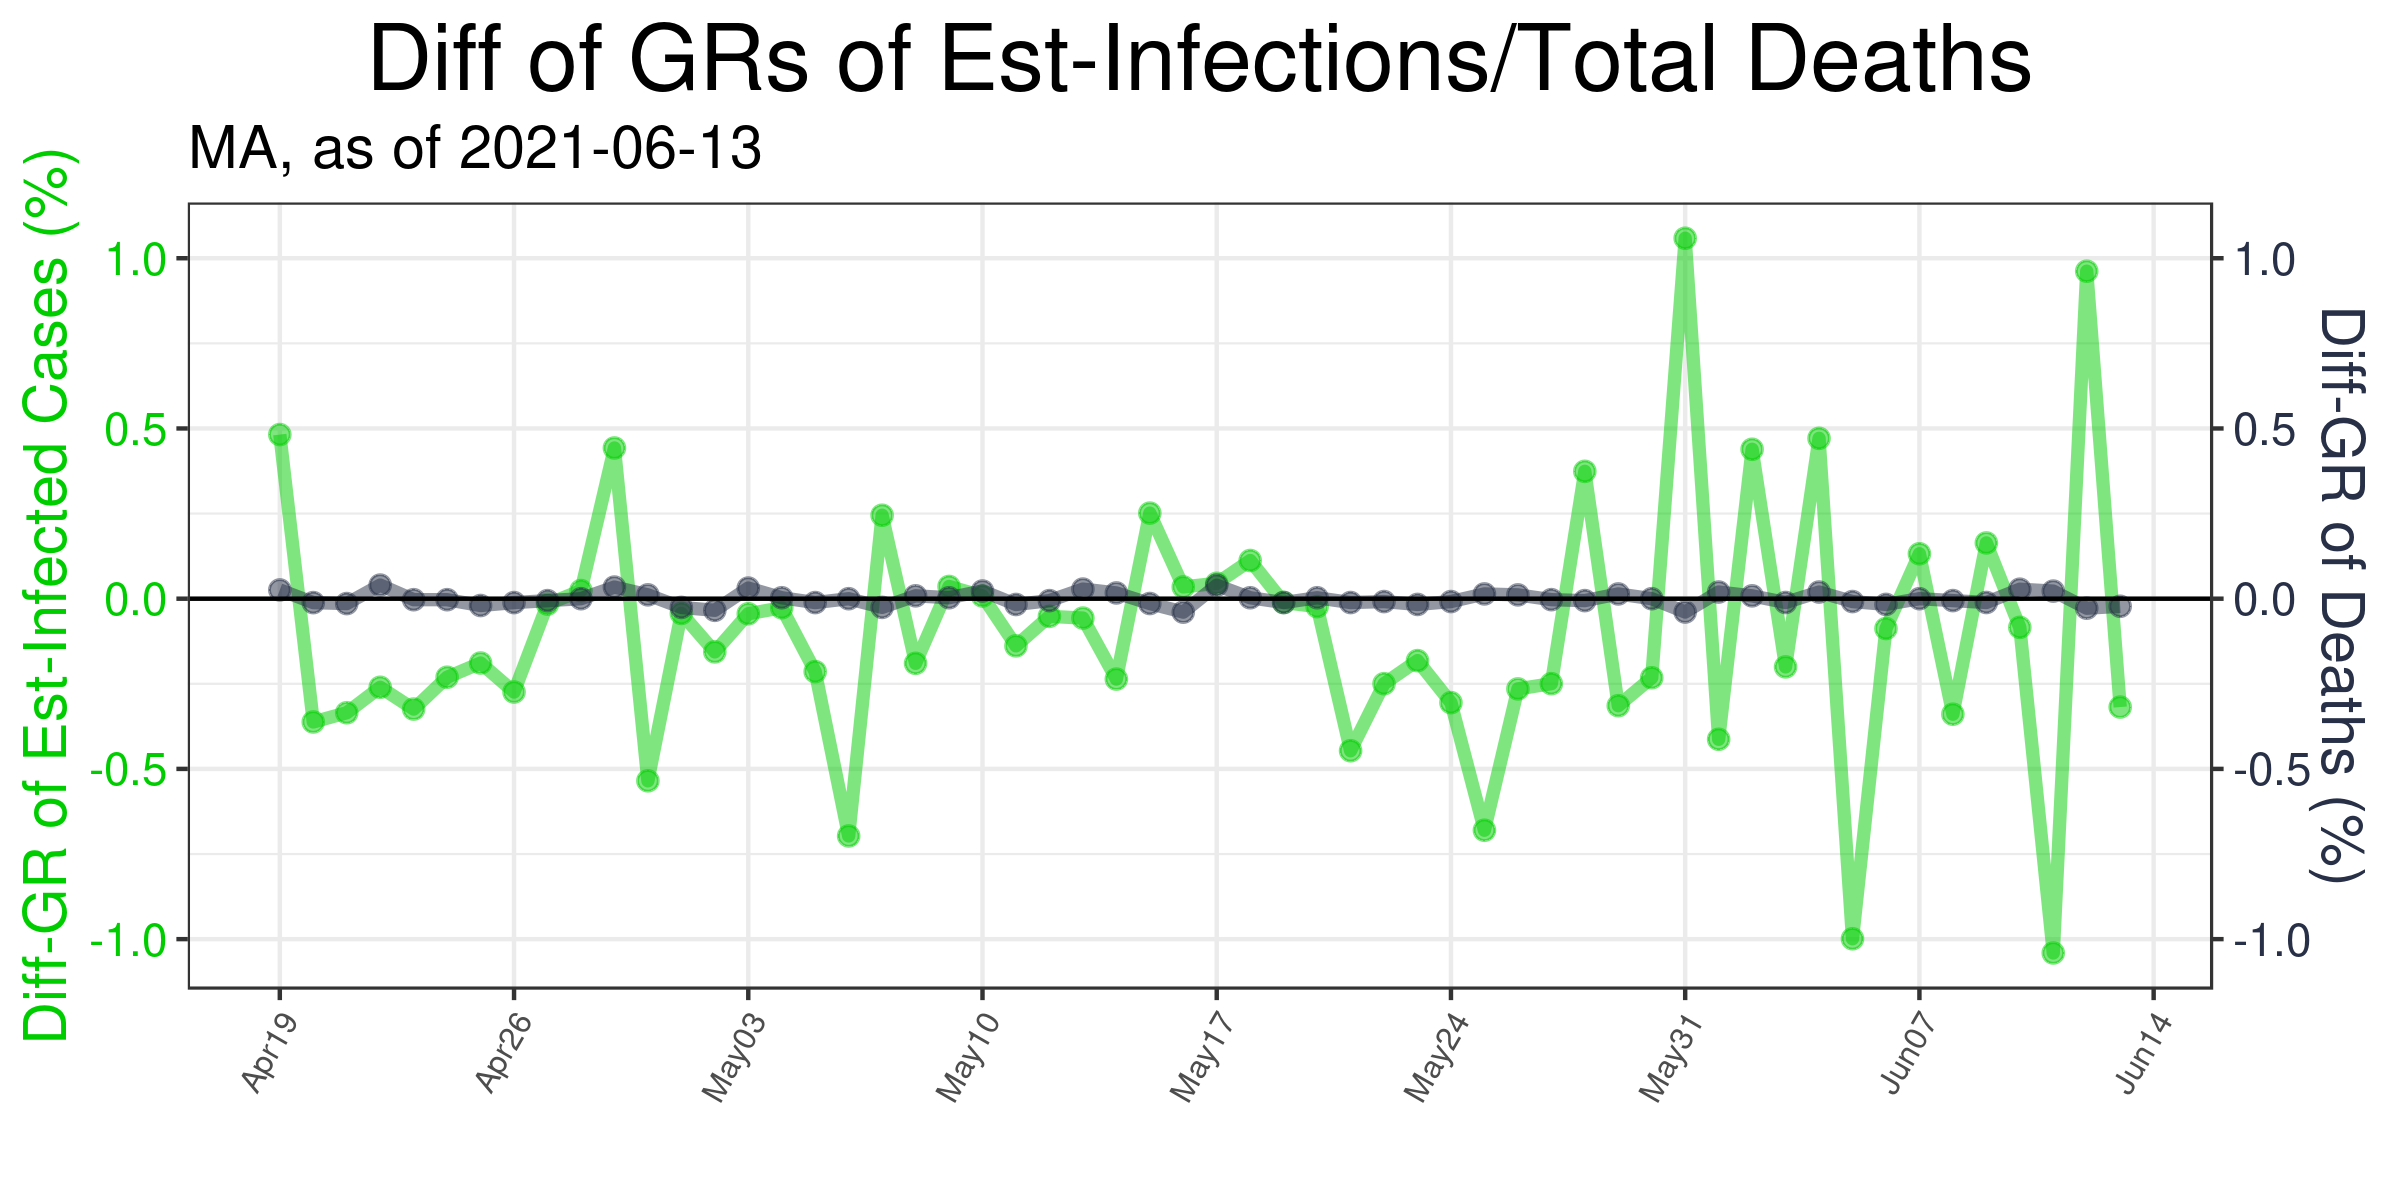 Diff of GRs of Est-Infections/Total Deaths
MA, as of 2021-06-13
Diff-GR of Est-Infected Cases (%)
1.0
0.5
0.0
-0.5
-1.0
1.0
0.5
0.0
-0.5
-1.0
Diff-GR of Deaths (%)
Apr19
Apr26
May03
May10
May17
May24
May31
Jun07
Jun14